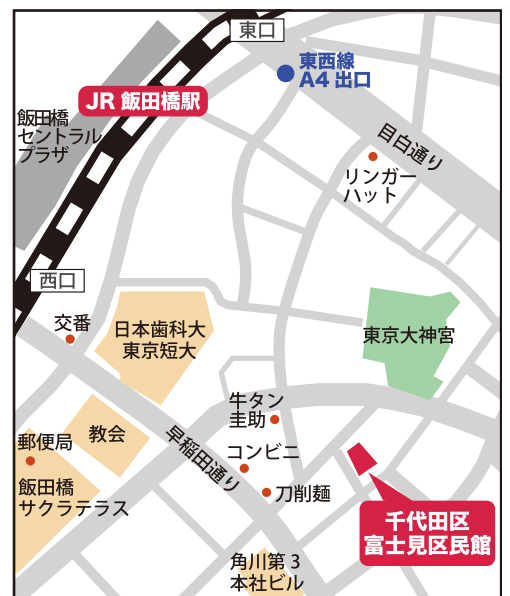 東口
東西線
A4 出口
JR 飯田橋駅
飯田橋
セントラル
プラザ
目白通り
リンガー
ハット
西口
交番
日本歯科大
東京短大
東京大神宮
牛タン
圭助
郵便局
教会
早稲田通り
コンビニ
飯田橋
サクラテラス
刀削麺
千代田区
富士見区民館
角川第3
本社ビル